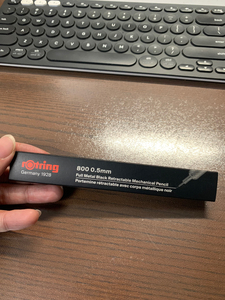 rotring
Germany 1928
800 0.5mm
Full Metal Black Retractable Mechanical Pencil
Portemine rétractable avec corps métallique noir